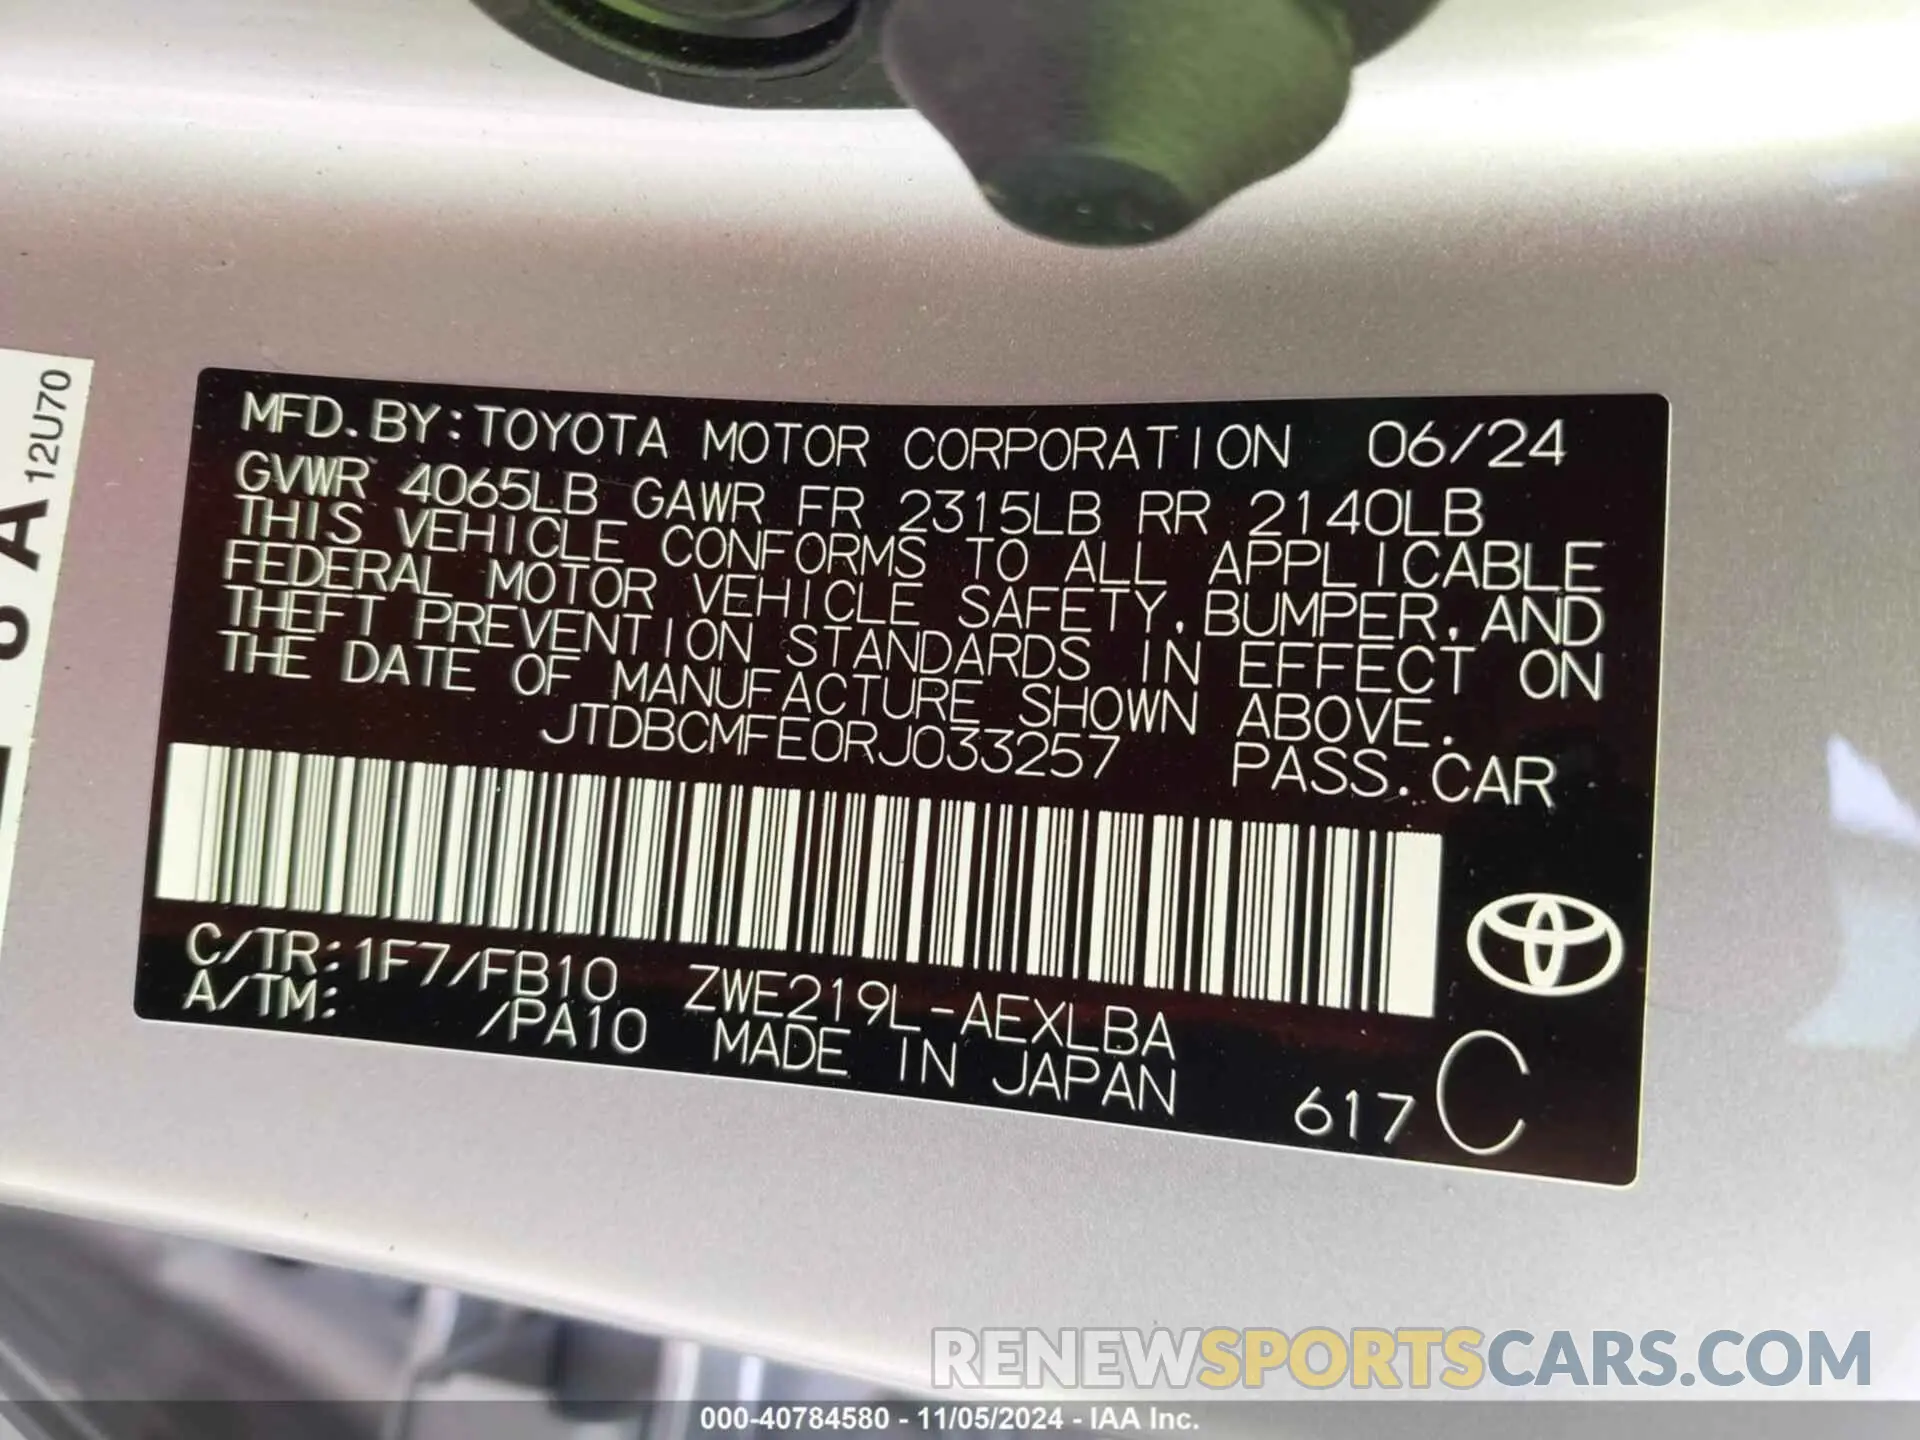 12U70
8 A
MFD. BY: TOYOTA MOTOR CORPORATION 06/24
GVWR 4065LB GAWR FR 2315LB RR 2140LB
THIS VEHICLE CONFORMS TO ALL APPLICABLE
FEDERAL MOTOR VEHICLE SAFETY, BUMPER, AND
THEFT PREVENTION STANDARDS IN EFFECT ON
THE DATE OF MANUFACTURE SHOWN ABOVE.
JTDBCMFE0RJ033257 PASS. CAR
C/TR: 1F7/FB10 ZWE219L-AEXLBA
A/TM: /PA10 MADE IN JAPAN
617 C
RENEWSPORTSCARS.COM
000-40784580 - 11/05/2024 - IAA Inc.